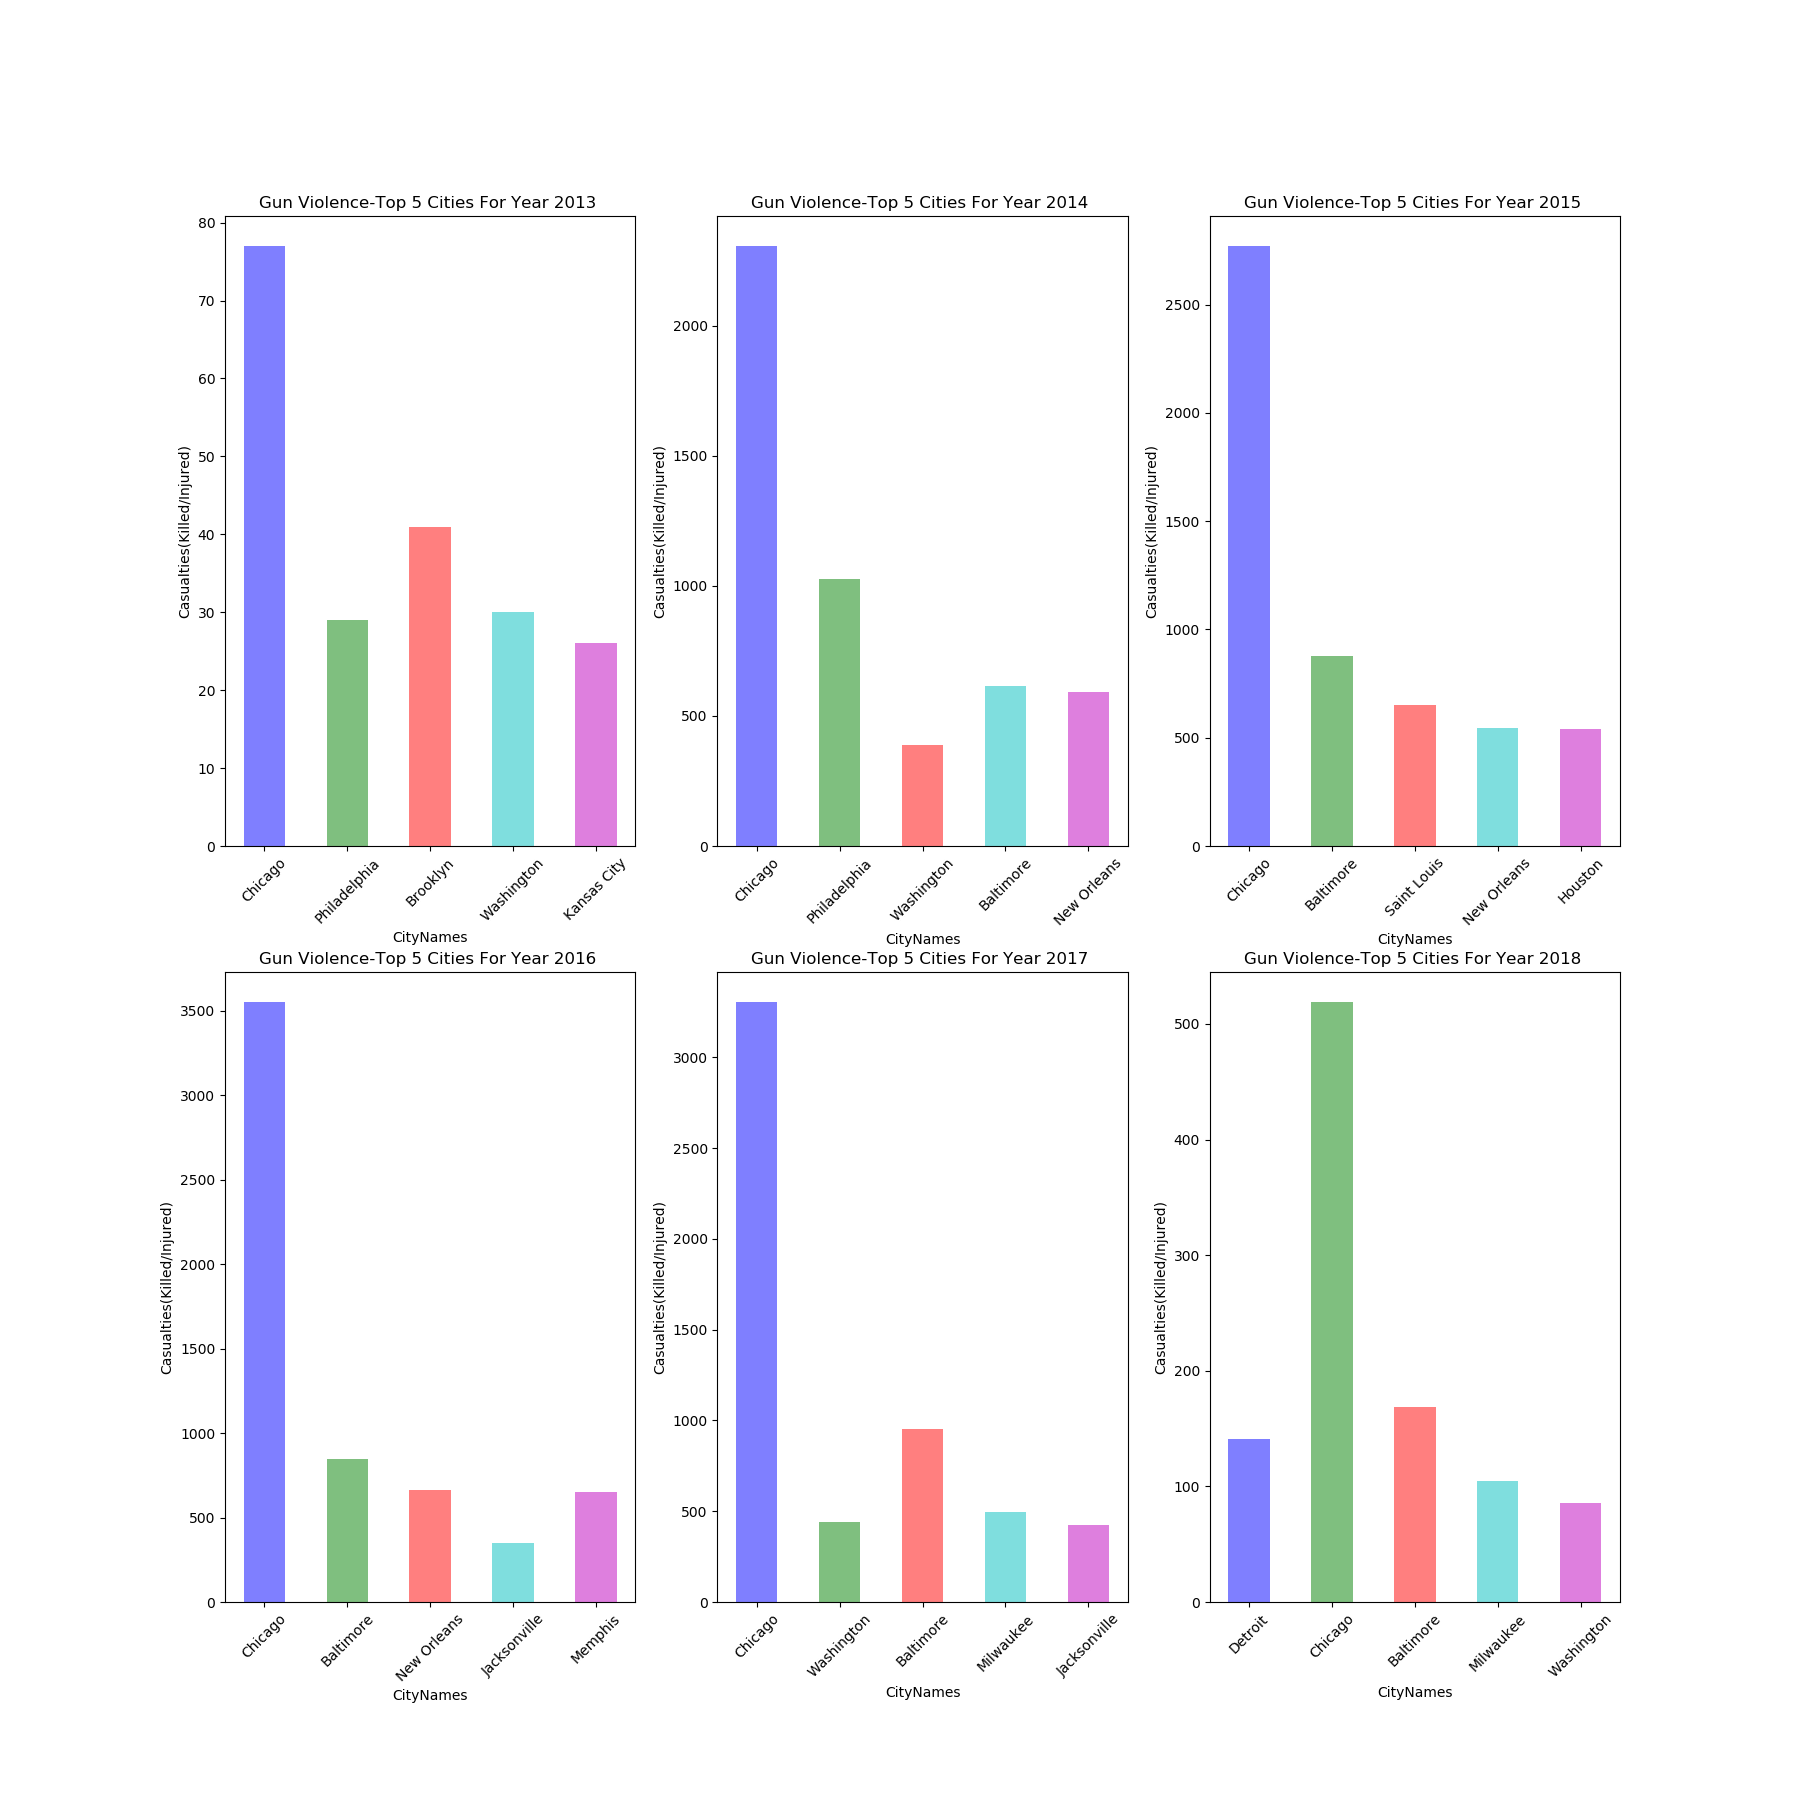 Gun Violence-Top 5 Cities For Year 2013
80
70
60
50
40
30
20
10
0
Casualties(Killed/Injured)
Chicago
Philadelphia
Brooklyn
Washington
Kansas City
CityNames
Gun Violence-Top 5 Cities For Year 2014
2000
1500
1000
500
0
Casualties(Killed/Injured)
Chicago
Philadelphia
Washington
Baltimore
New Orleans
CityNames
Gun Violence-Top 5 Cities For Year 2015
2500
2000
1500
1000
500
0
Casualties(Killed/Injured)
Chicago
Baltimore
Saint Louis
New Orleans
Houston
CityNames
Gun Violence-Top 5 Cities For Year 2016
3500
3000
2500
2000
1500
1000
500
0
Casualties(Killed/Injured)
Chicago
Baltimore
New Orleans
Jacksonville
Memphis
CityNames
Gun Violence-Top 5 Cities For Year 2017
3000
2500
2000
1500
1000
500
0
Casualties(Killed/Injured)
Chicago
Washington
Baltimore
Milwaukee
Jacksonville
CityNames
Gun Violence-Top 5 Cities For Year 2018
500
400
300
200
100
0
Casualties(Killed/Injured)
Detroit
Chicago
Baltimore
Milwaukee
Washington
CityNames